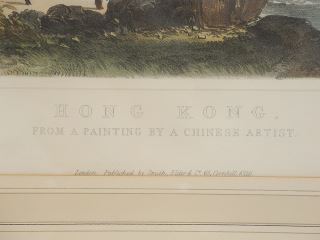 HONG KONG.
FROM A PAINTING BY A CHINESE ARTIST.
London. Published by Smith, Elder & Co. 65, Cornhill,